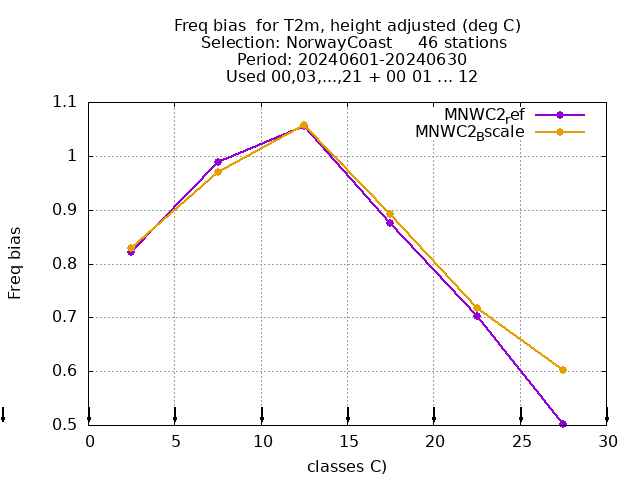 Freq bias  for T2m, height adjusted (deg C)
Selection: NorwayCoast     46 stations
Period: 20240601-20240630
Used 00,03,...,21 + 00 01 ... 12
MNWC2ref
MNWC2Bscale
1.1
1
0.9
0.8
0.7
0.6
0.5
Freq bias
0 5 10 15 20 25 30
classes C)